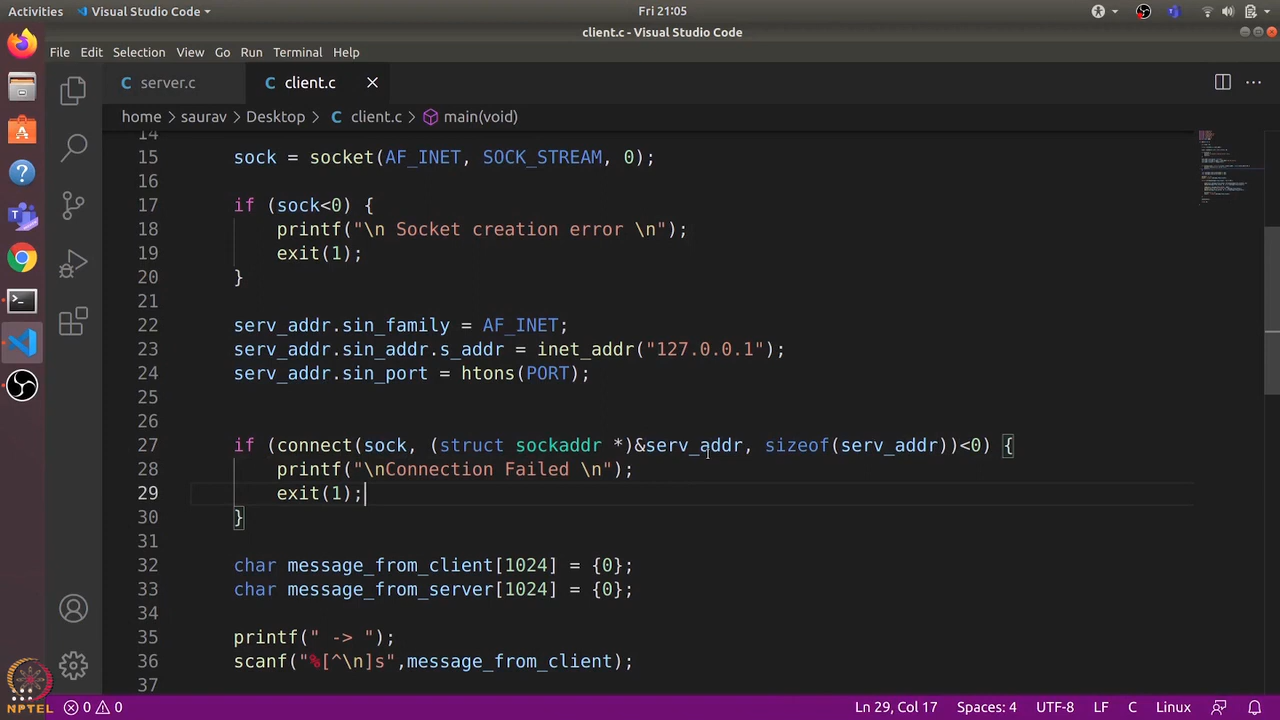 Activities Visual Studio Code Fri 21:05
client.c - Visual Studio Code
File Edit Selection View Go Run Terminal Help
C server.c C client.c
home > saurav > Desktop > C client.c > main(void)
14
15 sock = socket(AF_INET, SOCK_STREAM, 0);
16
17 if (sock<0) {
18 printf("\n Socket creation error \n");
19 exit(1);
20 }
21
22 serv_addr.sin_family = AF_INET;
23 serv_addr.sin_addr.s_addr = inet_addr("127.0.0.1");
24 serv_addr.sin_port = htons(PORT);
25
26
27 if (connect(sock, (struct sockaddr *)&serv_addr, sizeof(serv_addr))<0) {
28 printf("\nConnection Failed \n");
29 exit(1);
30 }
31
32 char message_from_client[1024] = {0};
33 char message_from_server[1024] = {0};
34
35 printf(" -> ");
36 scanf("%[^\n]s",message_from_client);
37
NPTEL
0 0 Ln 29, Col 17 Spaces: 4 UTF-8 LF C Linux